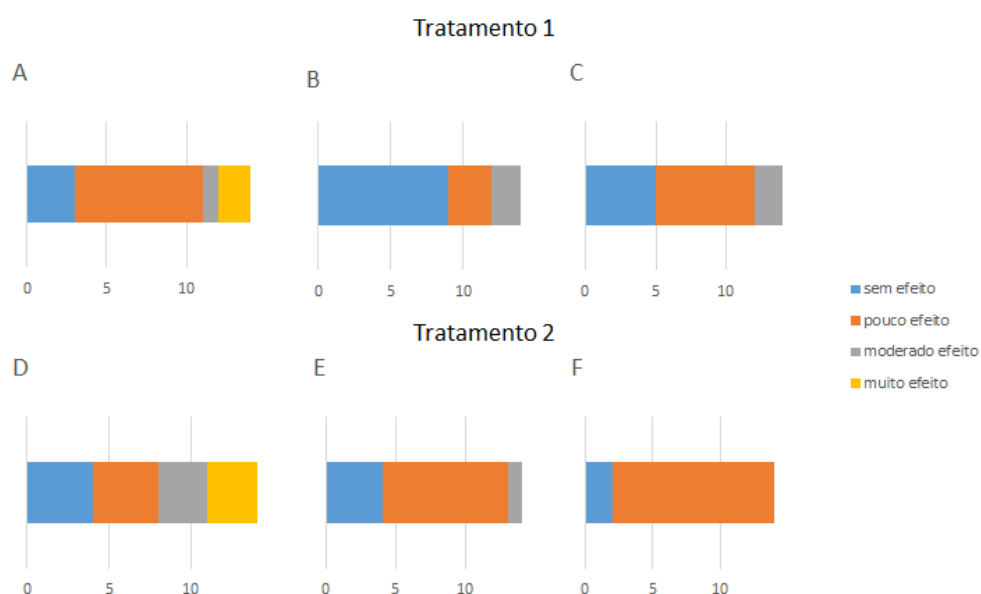 Tratamento 1
A
B
C
0 5 10
0 5 10
0 5 10
sem efeito
pouco efeito
moderado efeito
muito efeito
Tratamento 2
D
E
F
0 5 10
0 5 10
0 5 10